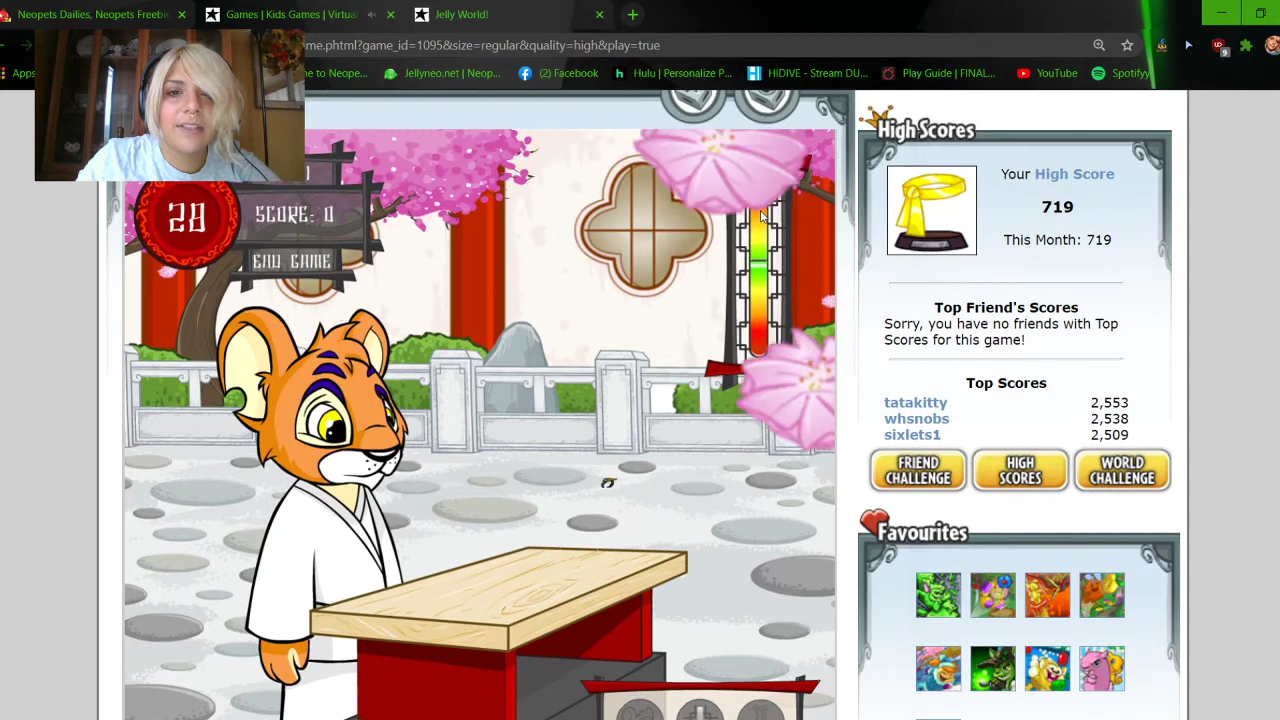 Neopets Dailies, Neopets Freebie
Games | Kids Games | Virtual
Jelly World!
me.phtml?game_id=1095&size=regular&quality=high&play=true
Apps
me to Neope...
Jellyneo.net | Neop...
(2) Facebook
Hulu | Personalize P...
HIDIVE - Stream DU...
Play Guide | FINAL...
YouTube
Spotify
9
28
SCORE: 0
END GAME
High Scores
Your High Score
719
This Month: 719
Top Friend's Scores
Sorry, you have no friends with Top
Scores for this game!
Top Scores
tatakitty 2,553
whsnobs 2,538
sixlets1 2,509
FRIEND CHALLENGE
HIGH SCORES
WORLD CHALLENGE
Favourites